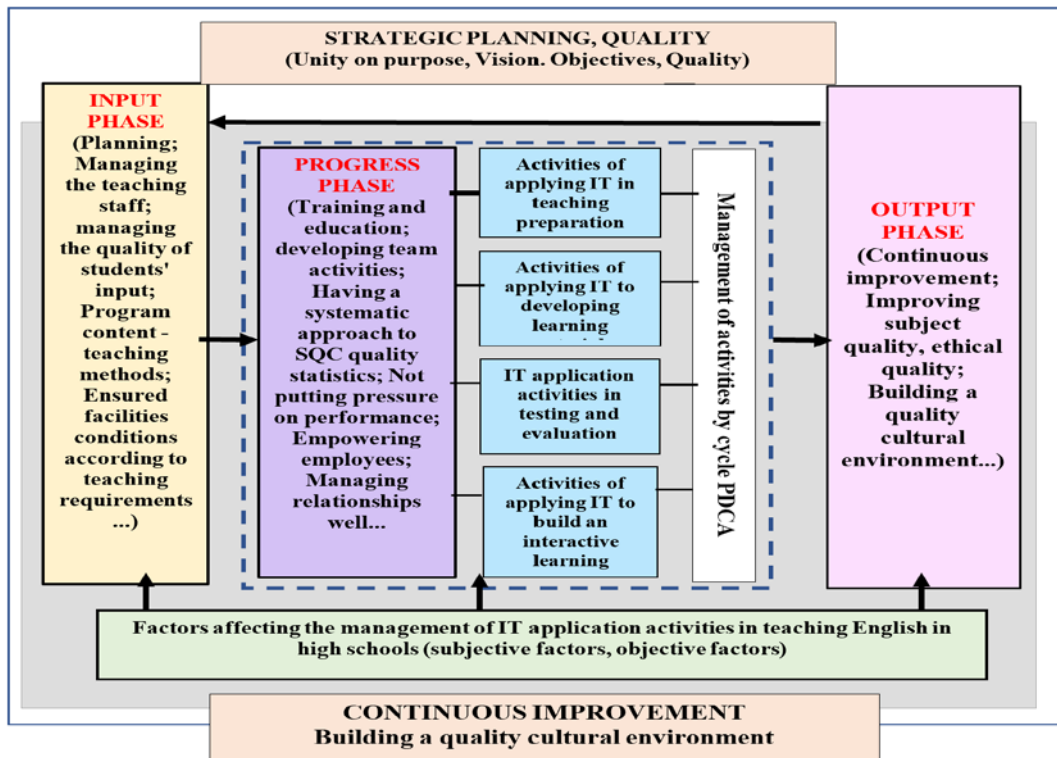 STRATEGIC PLANNING, QUALITY
(Unity on purpose, Vision. Objectives, Quality)
INPUT
PHASE
(Planning;
Managing
the teaching
staff;
managing
the quality of
students'
input;
Program
content -
teaching
methods;
Ensured
facilities
conditions
according to
teaching
requirements
...)
PROGRESS
PHASE
(Training and
education;
developing team
activities;
Having a
systematic
approach to
SQC quality
statistics; Not
putting pressure
on performance;
Empowering
employees;
Managing
relationships
well...
Activities of
applying IT in
teaching
preparation
Activities of
applying IT to
developing
learning
IT application
activities in
testing and
evaluation
Activities of
applying IT to
build an
interactive
learning
Management of activities by cycle PDCA
OUTPUT
PHASE
(Continuous
improvement;
Improving
subject
quality, ethical
quality;
Building a
quality
cultural
environment...)
Factors affecting the management of IT application activities in teaching English in
high schools (subjective factors, objective factors)
CONTINUOUS IMPROVEMENT
Building a quality cultural environment